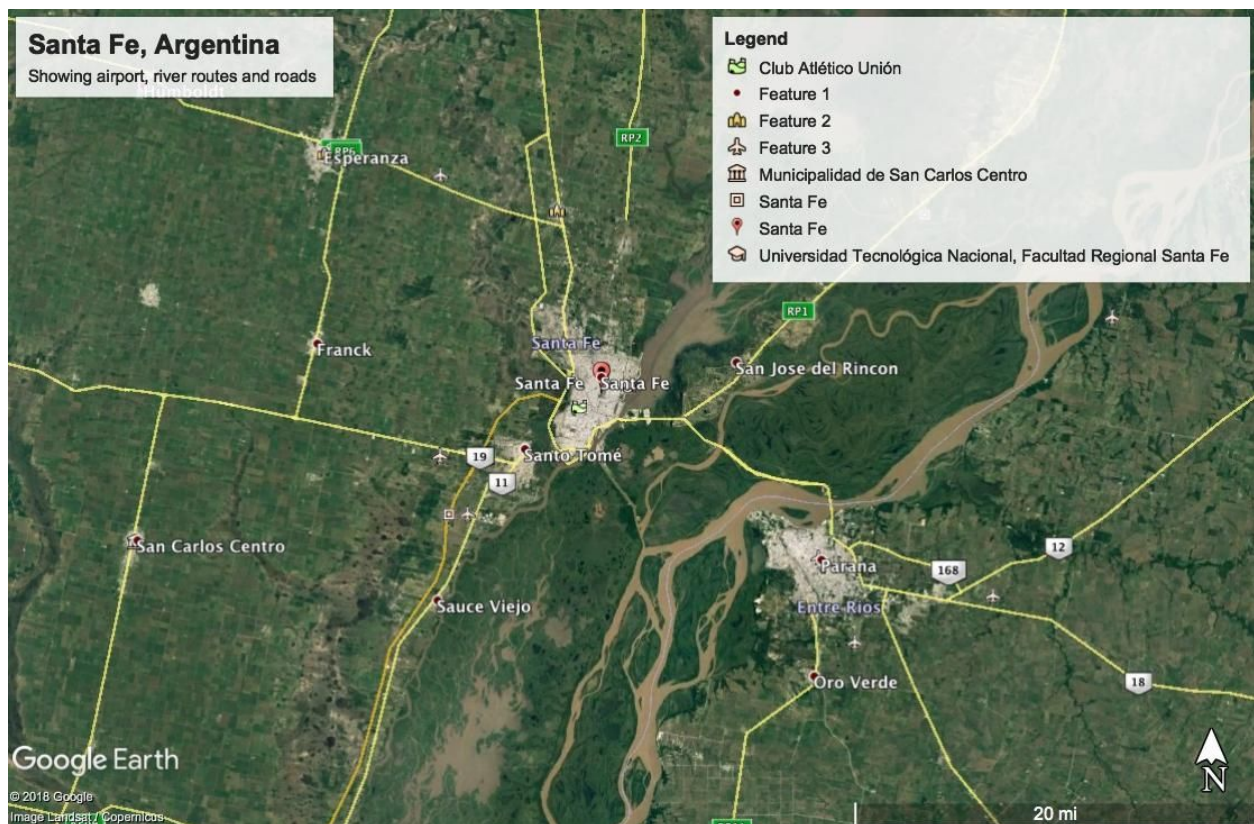 Santa Fe, Argentina
Showing airport, river routes and roads
Legend
Club Atlético Unión
Feature 1
Feature 2
Feature 3
Municipalidad de San Carlos Centro
Santa Fe
Santa Fe
Universidad Tecnológica Nacional, Facultad Regional Santa Fe
Humboldt
RP2
RP6
Esperanza
RP1
Santa Fe
Franck
San Jose del Rincon
Santa Fe
Santa Fe
19
Santo Tomé
11
San Carlos Centro
12
Parana
168
Sauce Viejo
Entre Rios
Oro Verde
18
Google Earth
N
© 2018 Google
Image Landsat / Copernicus
20 mi